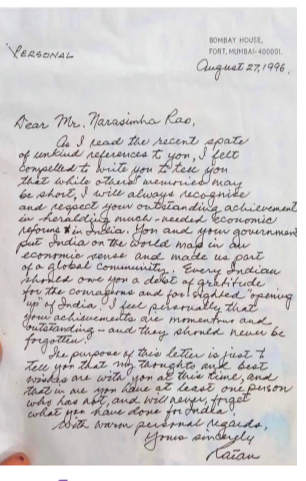 BOMBAY HOUSE,
FORT, MUMBAI-400001.
PERSONAL
August 27, 1996.
Dear Mr. Narasimha Rao,
As I read the recent spate
of unkind references to you, I felt
compelled to write you to tell you
that while others' memories may
be short, I will always recognise
and respect your outstanding achievement
in heralding much-needed economic
reforms in India. You and your government
put India on the world map in an
economic sense and made us part
of a global community. Every Indian
should owe you a debt of gratitude
for the courageous and far sighted "opening
up" of India. I feel personally that
your achievements are momentous and
outstanding - and they should never be
forgotten.
The purpose of this letter is just to
tell you that my thoughts and best
wishes are with you at this time, and
that in me you have at least one person
who has not, and will never, forget
what you have done for India.
With warm personal regards,
Yours sincerely
Ratan